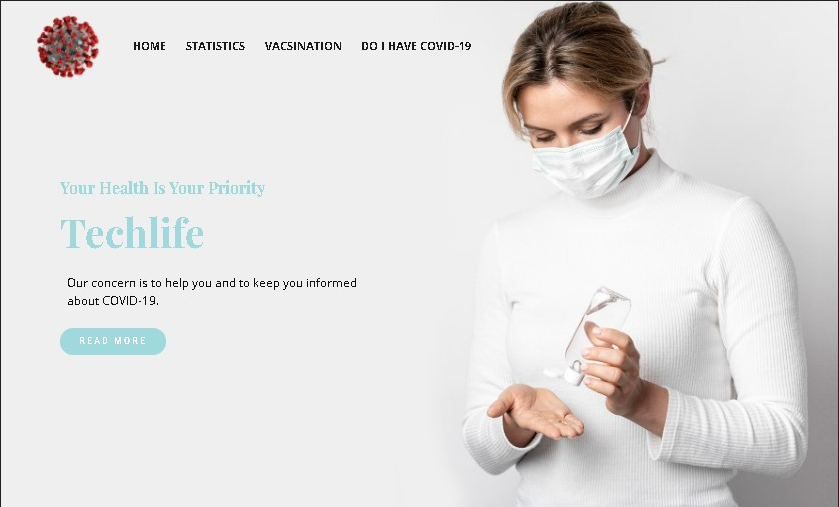 HOME STATISTICS VACSINATION DO I HAVE COVID-19
Your Health Is Your Priority
Techlife
Our concern is to help you and to keep you informed
about COVID-19.
READ MORE